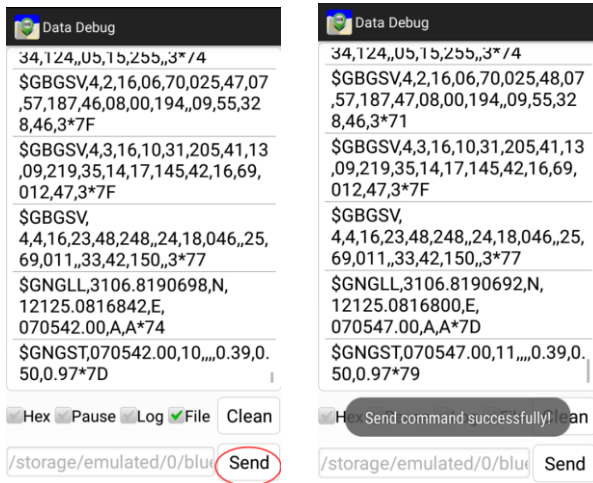 Data Debug
34,124,,05,15,255,,3*74
$GBGSV,4,2,16,06,70,025,47,07
,57,187,46,08,00,194,,09,55,32
8,46,3*7F
$GBGSV,4,3,16,10,31,205,41,13
,09,219,35,14,17,145,42,16,69,
012,47,3*7F
$GBGSV,
4,4,16,23,48,248,,24,18,046,,25,
69,011,,33,42,150,,3*77
$GNGLL,3106.8190698,N,
12125.0816842,E,
070542.00,A,A*74
$GNGST,070542.00,10,,,,0.39,0.
50,0.97*7D
Hex Pause Log File Clean
/storage/emulated/0/blue Send
Data Debug
34,124,,05,15,255,,3*74
$GBGSV,4,2,16,06,70,025,48,07
,57,187,47,08,00,194,,09,55,32
8,46,3*71
$GBGSV,4,3,16,10,31,205,41,13
,09,219,35,14,17,145,42,16,69,
012,47,3*7F
$GBGSV,
4,4,16,23,48,248,,24,18,046,,25,
69,011,,33,42,150,,3*77
$GNGLL,3106.8190692,N,
12125.0816800,E,
070547.00,A,A*7D
$GNGST,070547.00,11,,,,0.39,0.
50,0.97*79
Send command successfully!
/storage/emulated/0/blue Send